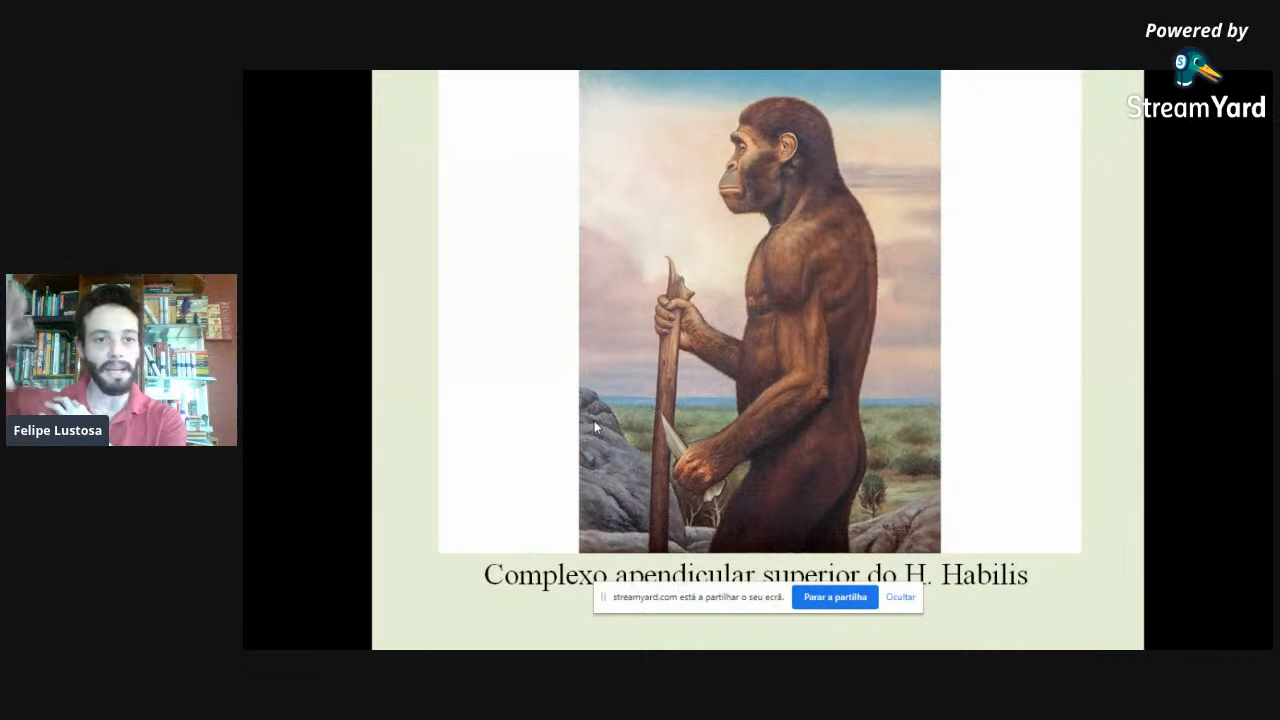 Powered by
StreamYard
Felipe Lustosa
Complexo apendicular superior do H. Habilis
streamyard.com está a partilhar o seu ecrã.
Parar a partilha
Ocultar